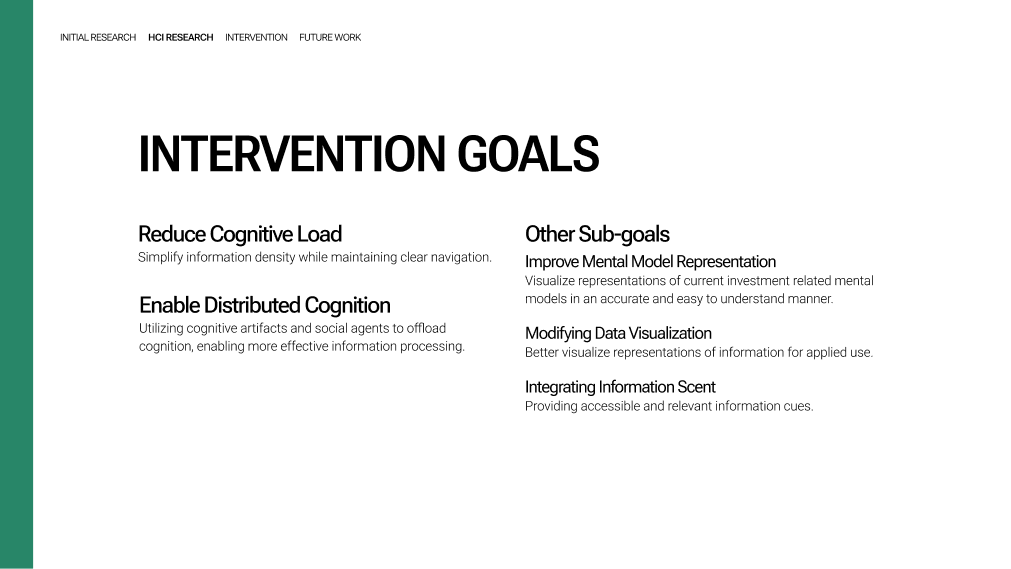 INITIAL RESEARCH HCI RESEARCH INTERVENTION FUTURE WORK
INTERVENTION GOALS
Reduce Cognitive Load
Simplify information density while maintaining clear navigation.
Enable Distributed Cognition
Utilizing cognitive artifacts and social agents to offload
cognition, enabling more effective information processing.
Other Sub-goals
Improve Mental Model Representation
Visualize representations of current investment related mental
models in an accurate and easy to understand manner.
Modifying Data Visualization
Better visualize representations of information for applied use.
Integrating Information Scent
Providing accessible and relevant information cues.